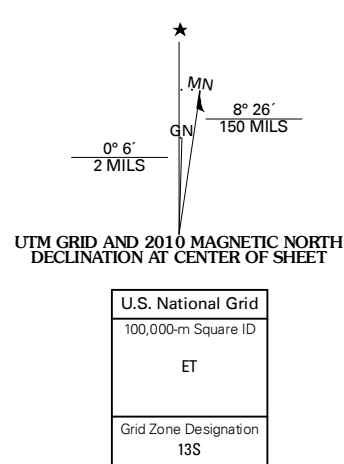 ★
MN
8° 26´
150 MILS
GN
0° 6´
2 MILS
UTM GRID AND 2010 MAGNETIC NORTH
DECLINATION AT CENTER OF SHEET
U.S. National Grid
100,000-m Square ID
ET
Grid Zone Designation
13S